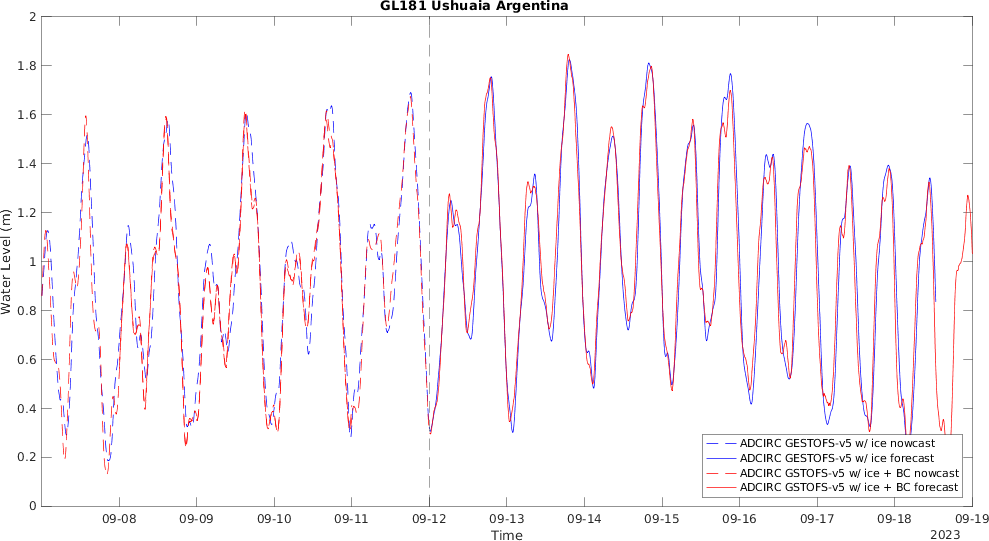 GL181 Ushuaia Argentina
Water Level (m)
2
1.8
1.6
1.4
1.2
1
0.8
0.6
0.4
0.2
0
ADCIRC GESTOFS-v5 w/ ice nowcast
ADCIRC GESTOFS-v5 w/ ice forecast
ADCIRC GSTOFS-v5 w/ ice + BC nowcast
ADCIRC GSTOFS-v5 w/ ice + BC forecast
09-08 09-09 09-10 09-11 09-12 09-13 09-14 09-15 09-16 09-17 09-18 09-19
Time
2023